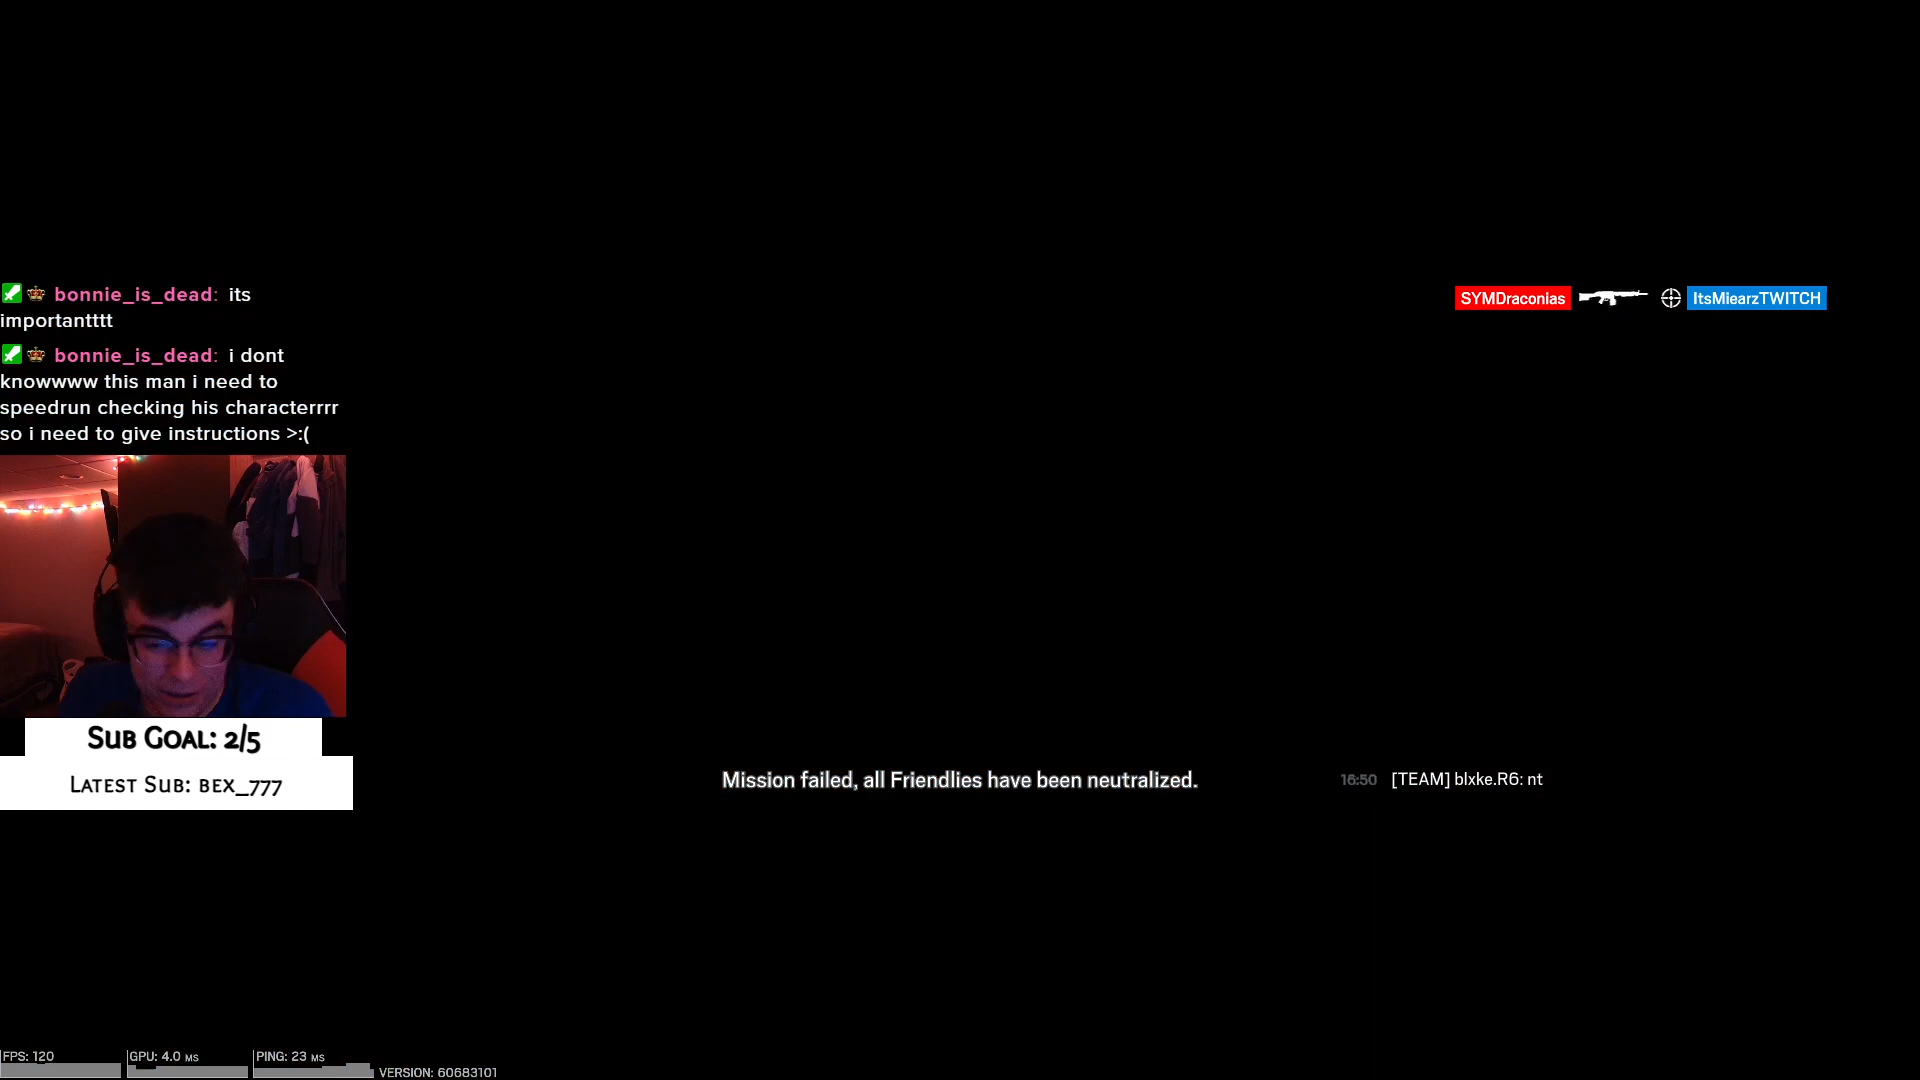 bonnie_is_dead: its
importantttt
bonnie_is_dead: i dont
knowwww this man i need to
speedrun checking his characterrrr
so i need to give instructions >:(
SYMDraconias ItsMiearzTWITCH
Sub Goal: 2/5
Latest Sub: bex_777
Mission failed, all Friendlies have been neutralized.
16:50 [TEAM] blxke.R6: nt
FPS: 120 GPU: 4.0 MS PING: 23 MS VERSION: 60683101